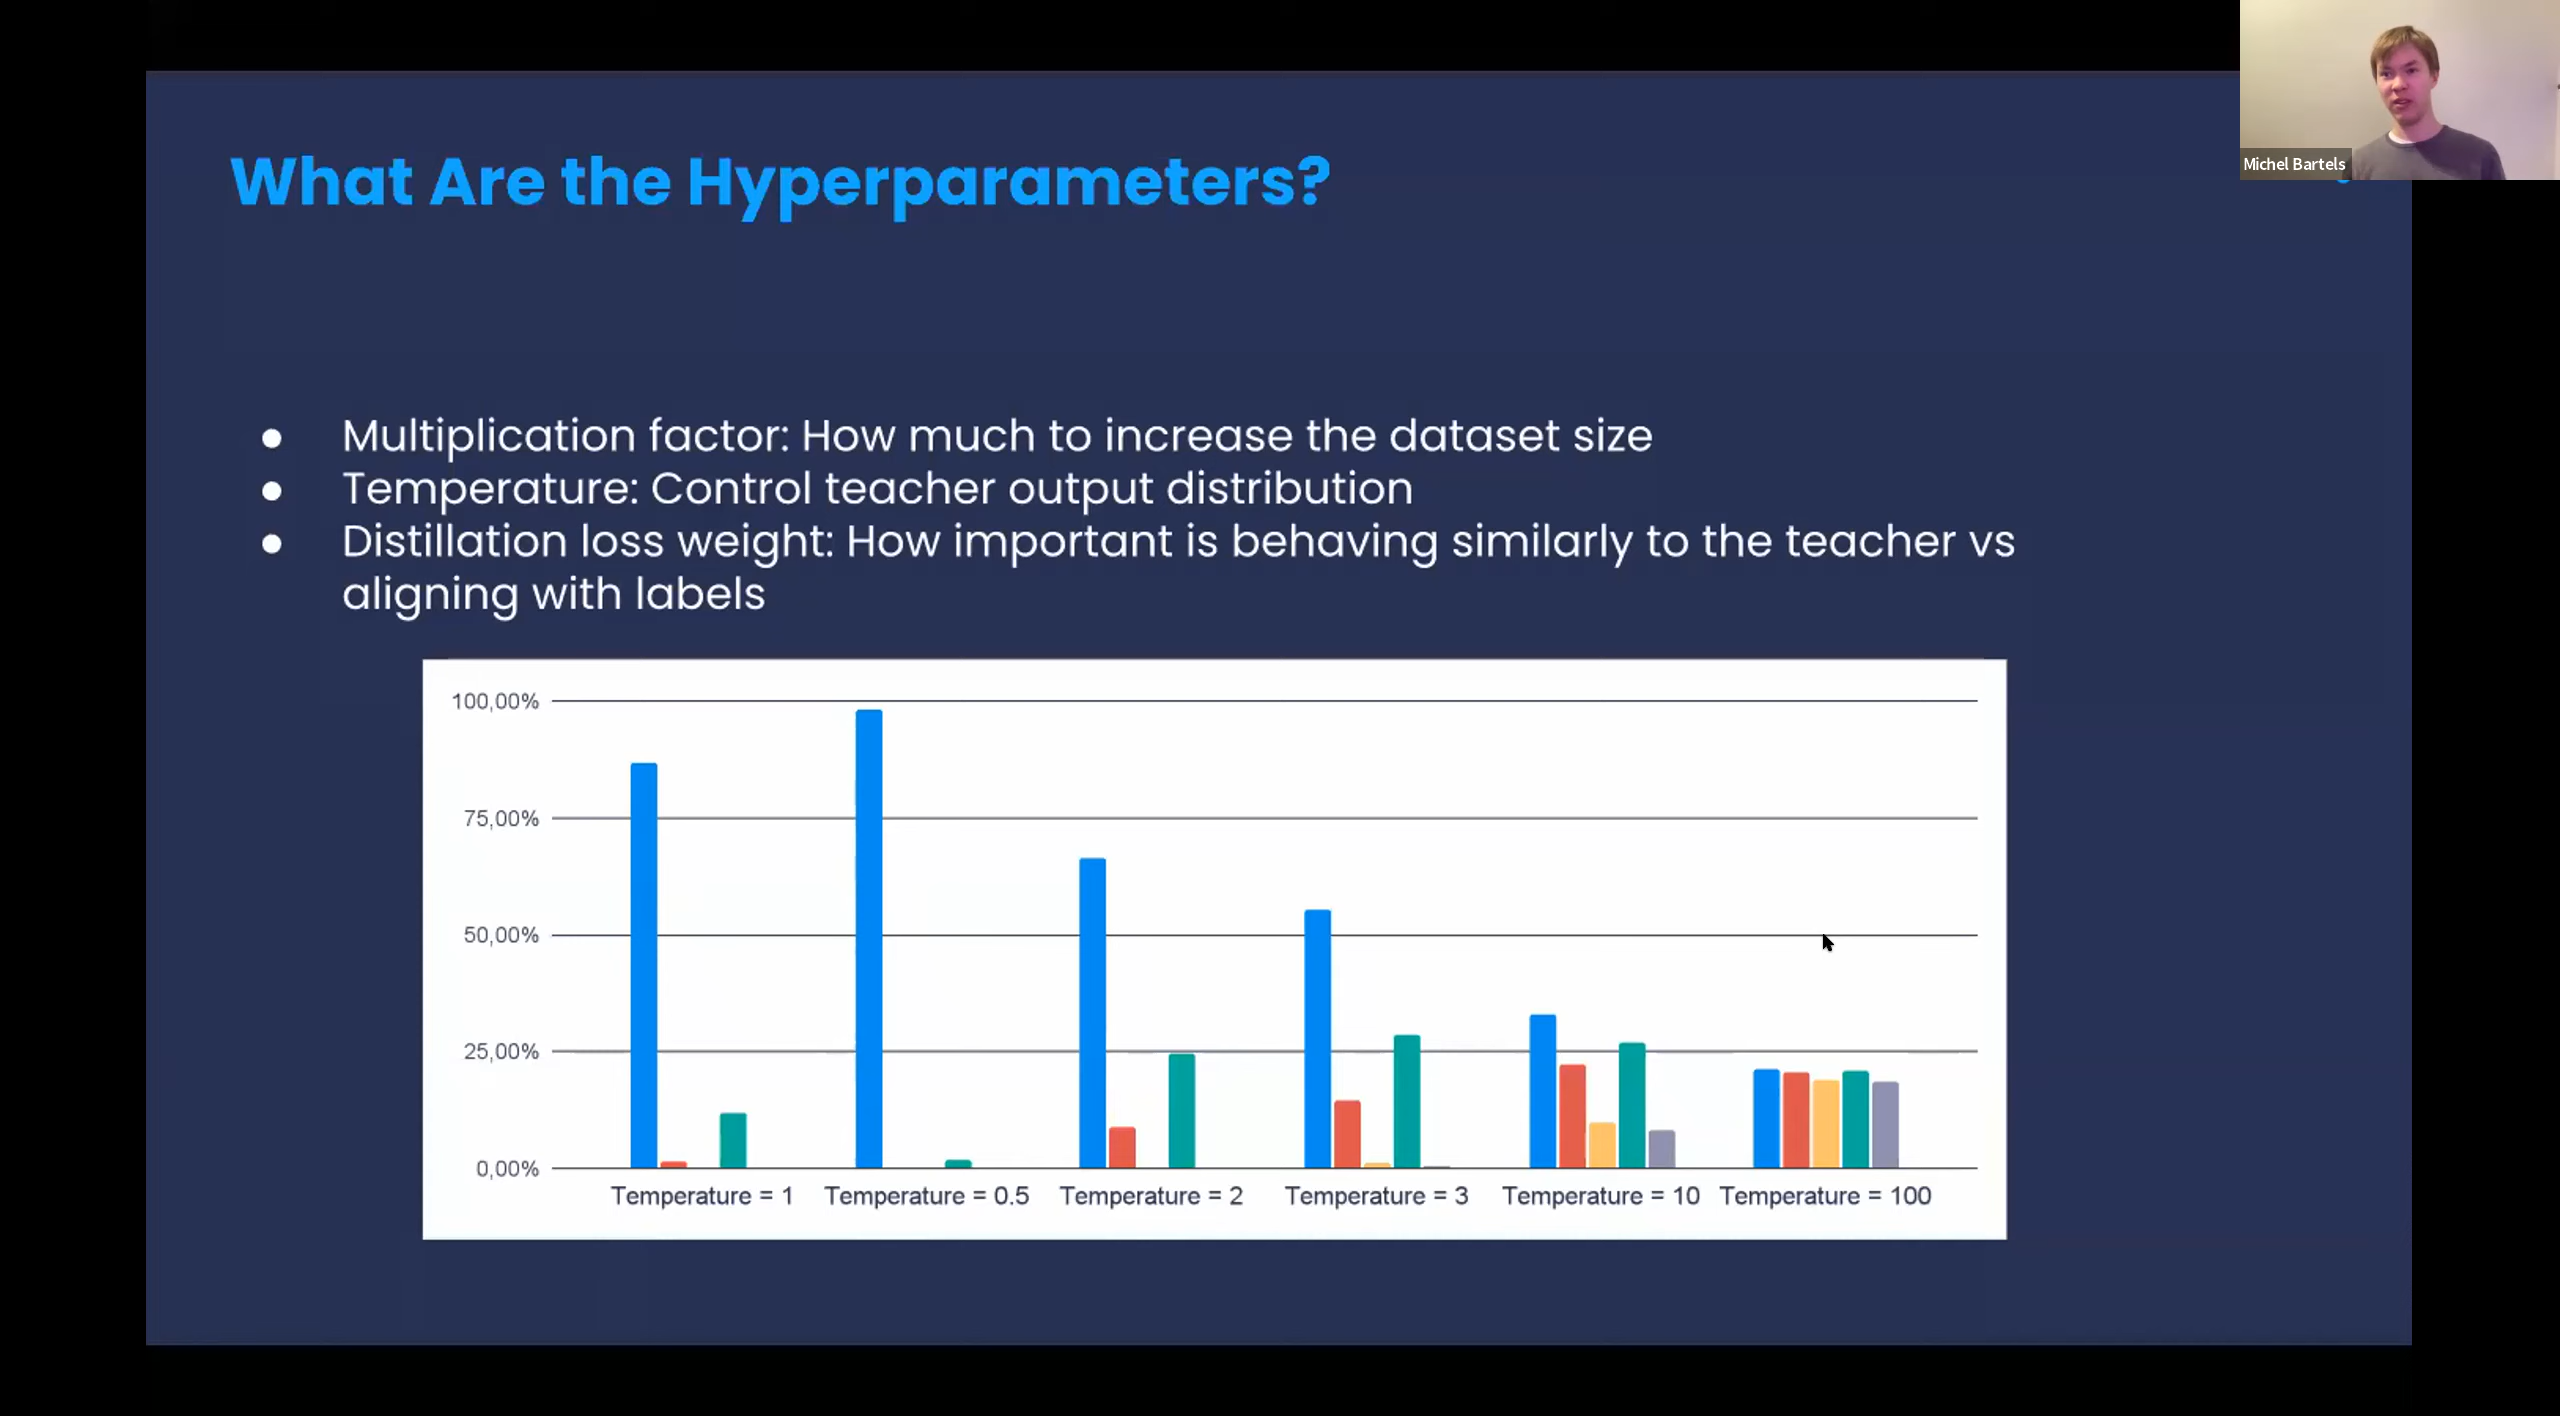 What Are the Hyperparameters?
Michel Bartels
● Multiplication factor: How much to increase the dataset size
● Temperature: Control teacher output distribution
● Distillation loss weight: How important is behaving similarly to the teacher vs
aligning with labels
100,00%
75,00%
50,00%
25,00%
0,00%
Temperature = 1 Temperature = 0.5 Temperature = 2 Temperature = 3 Temperature = 10 Temperature = 100